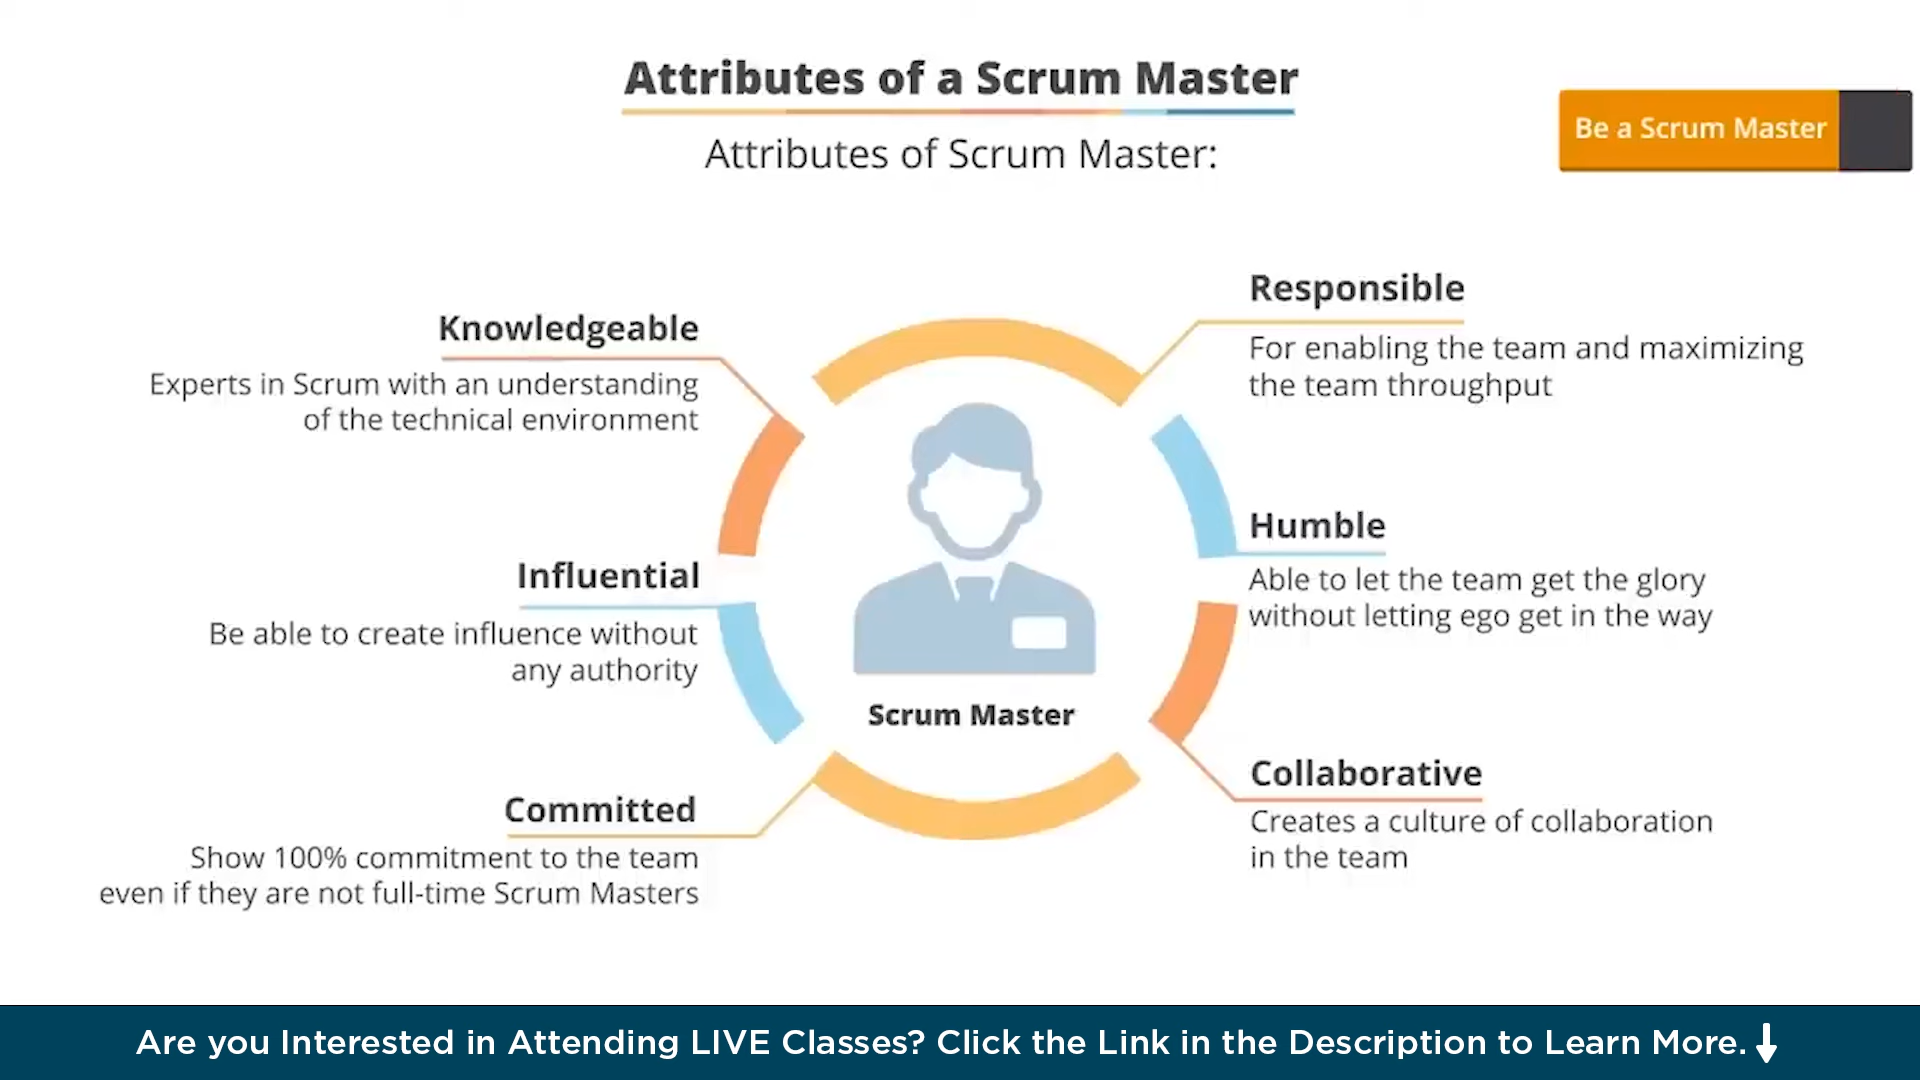 Attributes of a Scrum Master
Attributes of Scrum Master:
Be a Scrum Master
Knowledgeable
Experts in Scrum with an understanding
of the technical environment
Influential
Be able to create influence without
any authority
Committed
Show 100% commitment to the team
even if they are not full-time Scrum Masters
Scrum Master
Responsible
For enabling the team and maximizing
the team throughput
Humble
Able to let the team get the glory
without letting ego get in the way
Collaborative
Creates a culture of collaboration
in the team
Are you Interested in Attending LIVE Classes? Click the Link in the Description to Learn More.